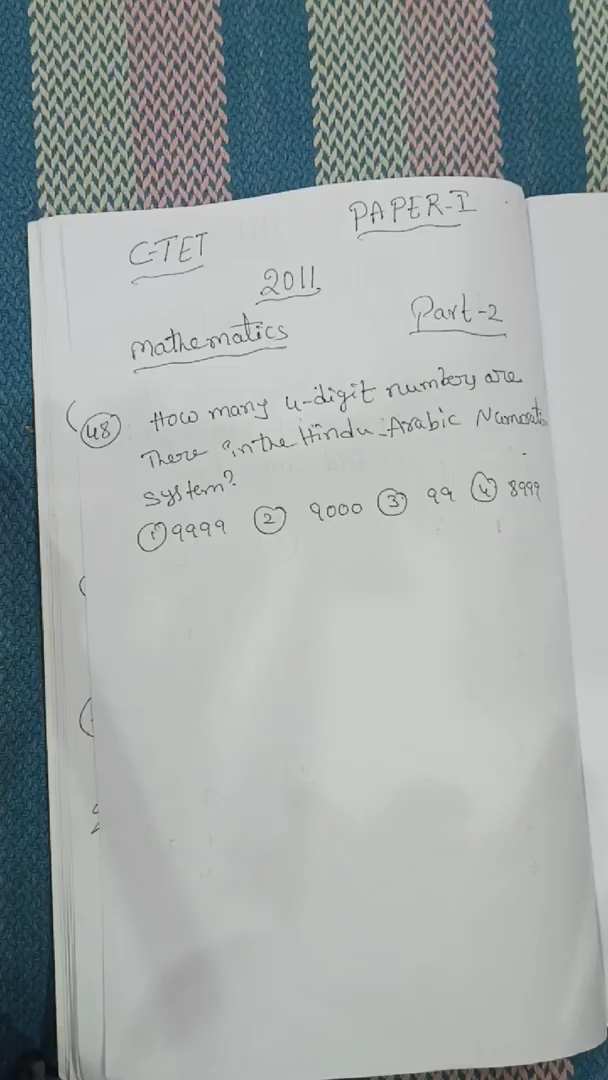 PAPER-I
C-TET
2011
mathematics
Part-2
48 How many 4-digit numbers are
There in the Hindu-Arabic
system?
1 9999 2 9000 3 99 4 8999